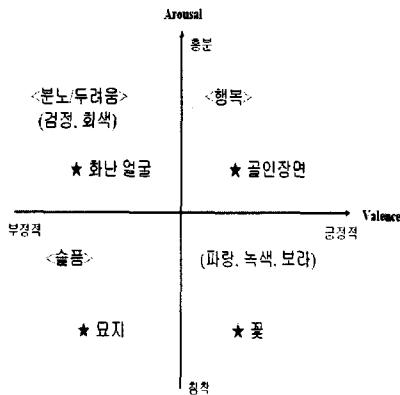 Arousal
흥분
<분노/두려움> <행복>
(검정, 회색)
★ 화난 얼굴 ★ 골인장면
Valence
부정적 긍정적
<슬픔> (파랑, 녹색, 보라)
★ 묘지 ★ 꽃
침착